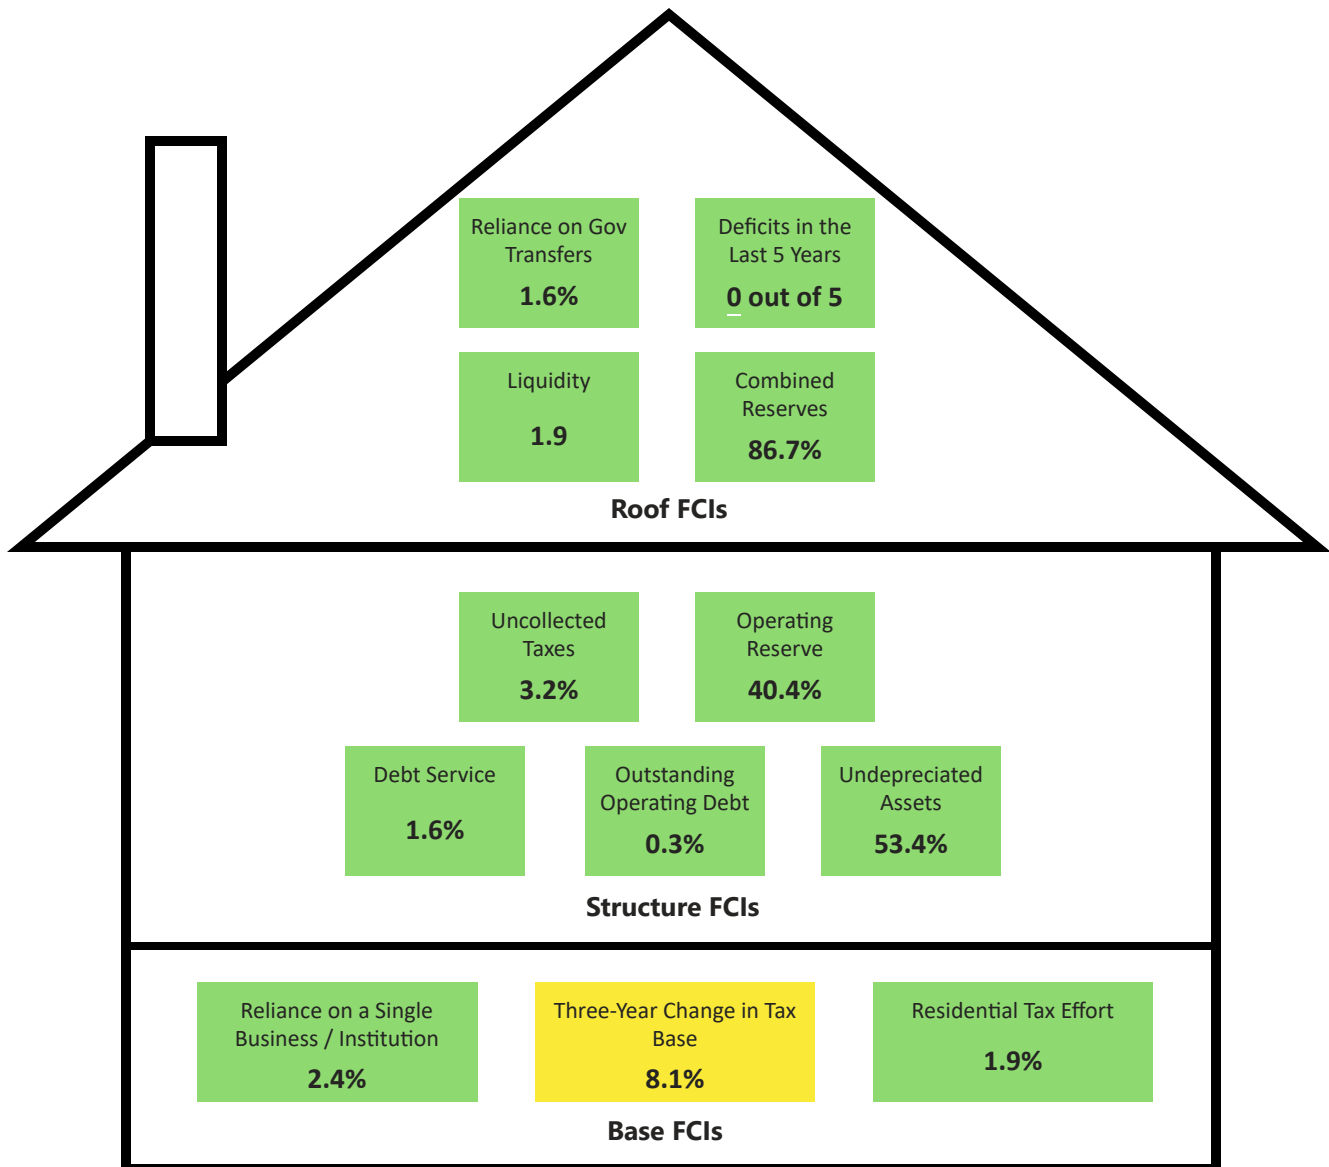 Reliance on Gov
Transfers
1.6%
Deficits in the
Last 5 Years
0 out of 5
Liquidity
1.9
Combined
Reserves
86.7%
Roof FCIs
Uncollected
Taxes
3.2%
Operating
Reserve
40.4%
Debt Service
1.6%
Outstanding
Operating Debt
0.3%
Undepreciated
Assets
53.4%
Structure FCIs
Reliance on a Single
Business / Institution
2.4%
Three-Year Change in Tax
Base
8.1%
Residential Tax Effort
1.9%
Base FCIs